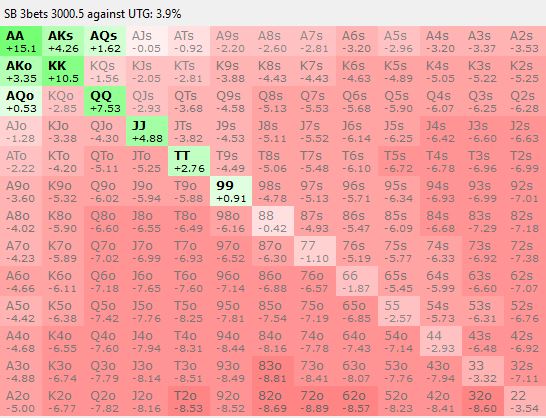 SB 3bets 3000.5 against UTG: 3.9%
AA AKs AQs AJs ATs A9s A8s A7s A6s A5s A4s A3s A2s
+15.1 +4.26 +1.62 -0.05 -0.92 -2.20 -2.60 -2.81 -3.20 -2.96 -3.20 -3.37 -3.53
AKo KK KQs KJs KTs K9s K8s K7s K6s K5s K4s K3s K2s
+3.35 +10.5 -1.56 -2.05 -2.81 -3.88 -4.43 -4.43 -4.63 -4.89 -5.05 -5.22 -5.25
AQo KQo QQ QJs QTs Q9s Q8s Q7s Q6s Q5s Q4s Q3s Q2s
+0.53 -2.85 +7.53 -2.93 -3.68 -4.58 -5.13 -5.53 -5.68 -5.90 -6.07 -6.25 -6.28
AJo KJo QJo JJ JTs J9s J8s J7s J6s J5s J4s J3s J2s
-1.28 -3.38 -4.30 +4.88 -3.82 -4.53 -5.11 -5.52 -6.14 -6.25 -6.42 -6.60 -6.63
ATo KTo QTo JTo TT T9s T8s T7s T6s T5s T4s T3s T2s
-2.22 -4.20 -5.11 -5.25 +2.76 -4.49 -5.06 -5.48 -6.10 -6.72 -6.78 -6.96 -6.99
A9o K9o Q9o J9o T9o 99 98s 97s 96s 95s 94s 93s 92s
-3.60 -5.32 -6.02 -5.94 -5.88 +0.91 -4.78 -5.13 -5.71 -6.34 -6.93 -6.99 -7.01
A8o K8o Q8o J8o T8o 98o 88 87s 86s 85s 84s 83s 82s
-4.02 -5.90 -6.60 -6.55 -6.49 -6.16 -0.42 -4.93 -5.47 -6.09 -6.68 -7.29 -7.18
A7o K7o Q7o J7o T7o 97o 87o 77 76s 75s 74s 73s 72s
-4.23 -5.89 -7.02 -6.99 -6.93 -6.52 -6.30 -1.10 -5.19 -5.77 -6.33 -6.92 -7.38
A6o K6o Q6o J6o T6o 96o 86o 76o 66 65s 64s 63s 62s
-4.66 -6.11 -7.18 -7.65 -7.60 -7.16 -6.88 -6.57 -1.87 -5.45 -5.99 -6.60 -7.07
A5o K5o Q5o J5o T5o 95o 85o 75o 65o 55 54s 53s 52s
-4.42 -6.38 -7.42 -7.76 -8.25 -7.81 -7.54 -7.19 -6.85 -2.57 -5.73 -6.31 -6.76
A4o K4o Q4o J4o T4o 94o 84o 74o 64o 54o 44 43s 42s
-4.68 -6.55 -7.60 -7.94 -8.31 -8.44 -8.16 -7.78 -7.43 -7.14 -2.93 -6.48 -6.92
A3o K3o Q3o J3o T3o 93o 83o 73o 63o 53o 43o 33 32s
-4.88 -6.74 -7.79 -8.14 -8.51 -8.49 -8.81 -8.41 -8.07 -7.76 -7.94 -3.32 -7.11
A2o K2o Q2o J2o T2o 92o 82o 72o 62o 52o 42o 32o 22
-5.00 -6.77 -7.82 -8.16 -8.53 -8.52 -8.69 -8.89 -8.57 -8.23 -8.41 -8.60 -3.54